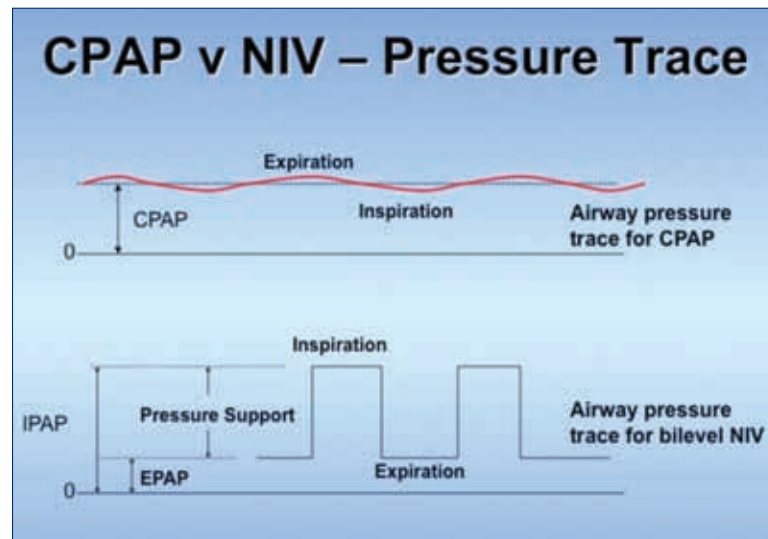 CPAP v NIV – Pressure Trace
Expiration
CPAP
Inspiration
Airway pressure
trace for CPAP
0
Inspiration
IPAP
Pressure Support
Airway pressure
trace for bilevel NIV
EPAP
Expiration
0